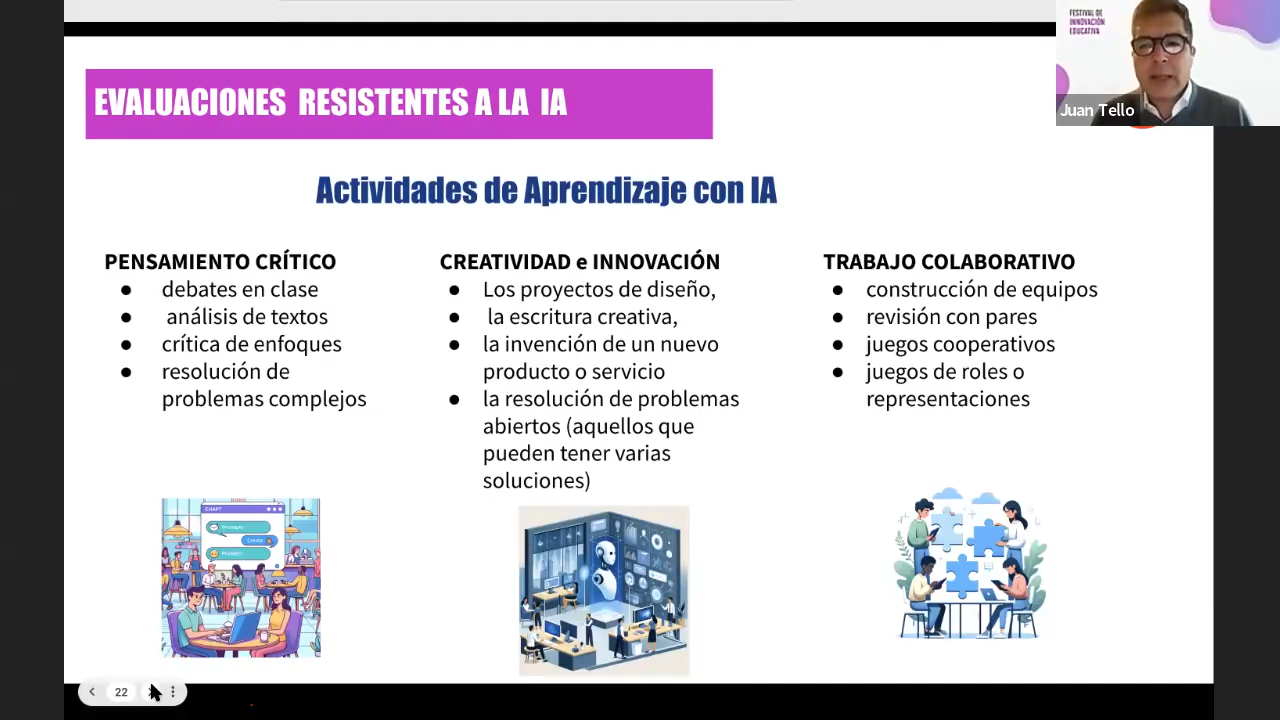 FESTIVAL DE
INNOVACIÓN
EDUCATIVA
Juan Tello
EVALUACIONES RESISTENTES A LA IA
Actividades de Aprendizaje con IA
PENSAMIENTO CRÍTICO
● debates en clase
● análisis de textos
● crítica de enfoques
● resolución de
problemas complejos
CREATIVIDAD e INNOVACIÓN
● Los proyectos de diseño,
● la escritura creativa,
● la invención de un nuevo
producto o servicio
● la resolución de problemas
abiertos (aquellos que
pueden tener varias
soluciones)
TRABAJO COLABORATIVO
● construcción de equipos
● revisión con pares
● juegos cooperativos
● juegos de roles o
representaciones
22